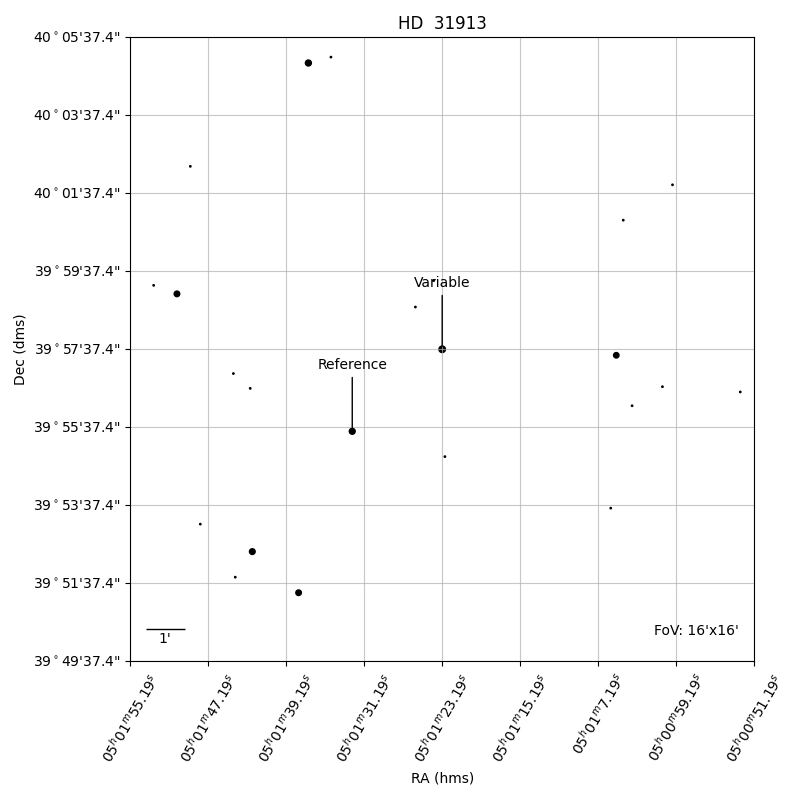 HD  31913
40°05'37.4"
40°03'37.4"
40°01'37.4"
39°59'37.4"
39°57'37.4"
39°55'37.4"
39°53'37.4"
39°51'37.4"
39°49'37.4"
Dec (dms)
Variable
Reference
1'
FoV: 16'x16'
05ʰ01ᵐ55.19ˢ
05ʰ01ᵐ47.19ˢ
05ʰ01ᵐ39.19ˢ
05ʰ01ᵐ31.19ˢ
05ʰ01ᵐ23.19ˢ
05ʰ01ᵐ15.19ˢ
05ʰ01ᵐ7.19ˢ
05ʰ00ᵐ59.19ˢ
05ʰ00ᵐ51.19ˢ
RA (hms)